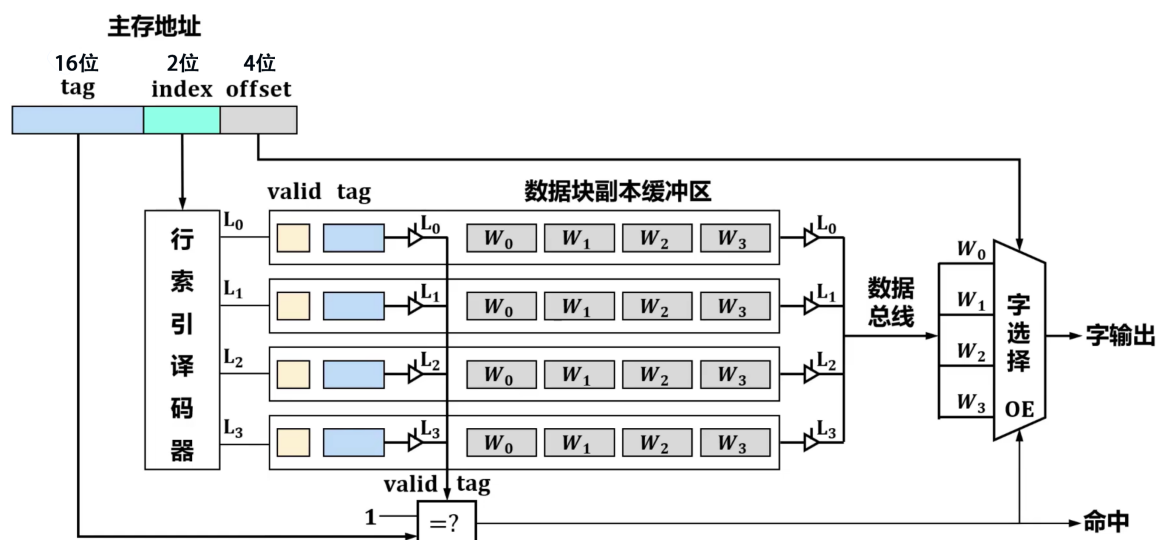 主存地址
16位 2位 4位
tag index offset
valid tag 数据块副本缓冲区
行索引译码器
L0 L0 W0 W1 W2 W3 L0
L1 L1 W0 W1 W2 W3 L1
L2 L2 W0 W1 W2 W3 L2
L3 L3 W0 W1 W2 W3 L3
数据
总线
W0
W1
W2
W3
字选择
OE
字输出
valid tag
1
=?
命中